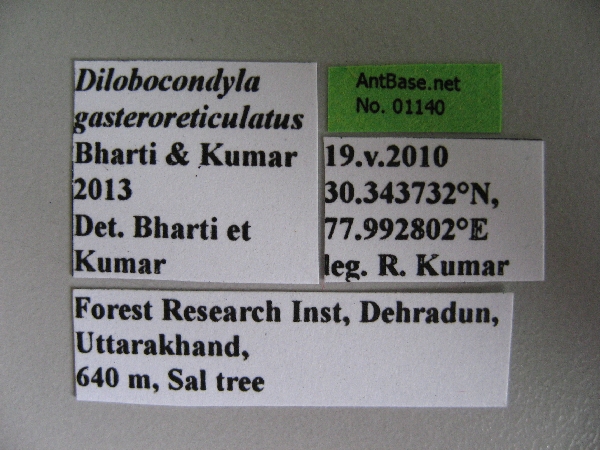 Dilobocondyla
gasteroreticulatus
Bharti & Kumar
2013
Det. Bharti et
Kumar
AntBase.net
No. 01140
19.v.2010
30.343732°N,
77.992802°E
leg. R. Kumar
Forest Research Inst, Dehradun,
Uttarakhand,
640 m, Sal tree